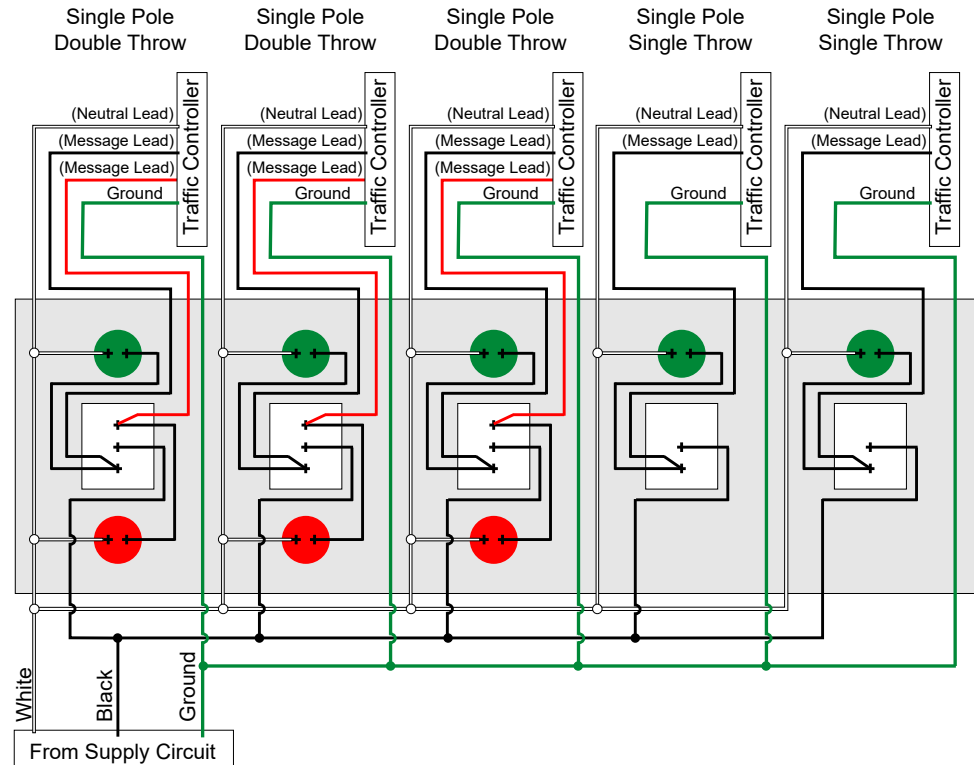 Single Pole
Double Throw
Single Pole
Double Throw
Single Pole
Double Throw
Single Pole
Single Throw
Single Pole
Single Throw
(Neutral Lead)
(Message Lead)
(Message Lead)
Ground
Traffic Controller
(Neutral Lead)
(Message Lead)
(Message Lead)
Ground
Traffic Controller
(Neutral Lead)
(Message Lead)
(Message Lead)
Ground
Traffic Controller
(Neutral Lead)
(Message Lead)
Ground
Traffic Controller
(Neutral Lead)
(Message Lead)
Ground
Traffic Controller
White
Black
Ground
From Supply Circuit